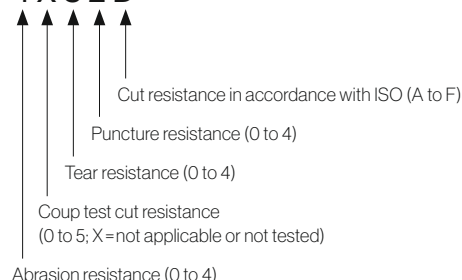 Cut resistance in accordance with ISO (A to F)
Puncture resistance (0 to 4)
Tear resistance (0 to 4)
Coup test cut resistance
(0 to 5; X = not applicable or not tested)
Abrasion resistance (0 to 4)